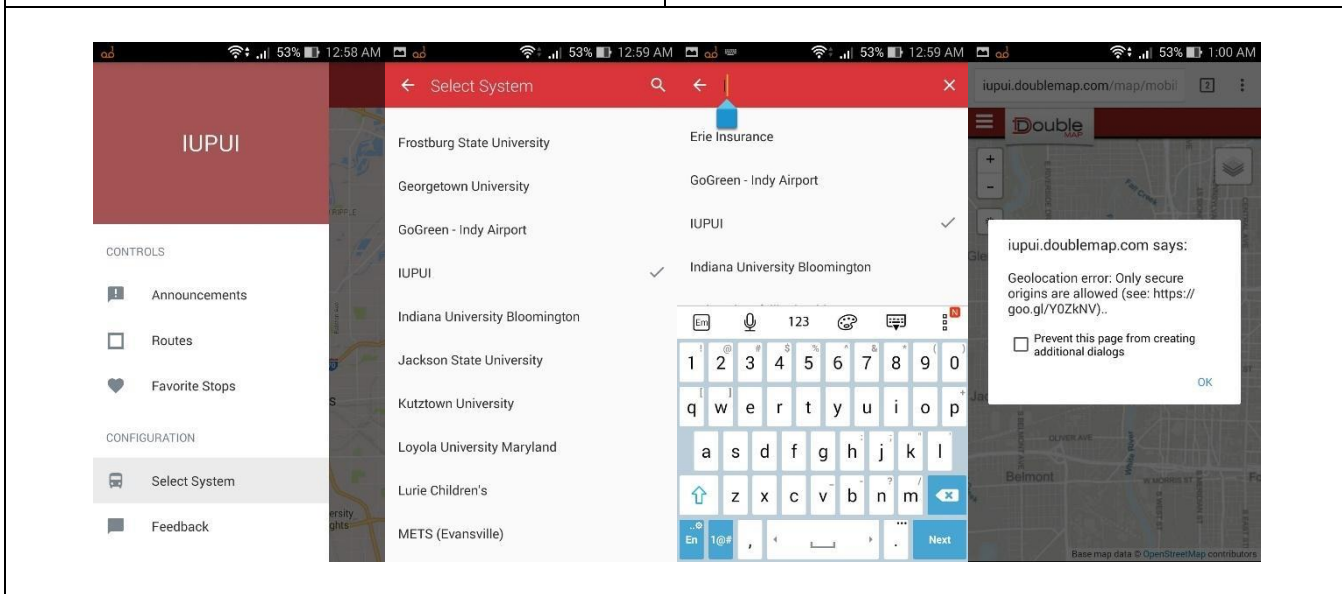 53% 12:58 AM
IUPUI
CONTROLS
Announcements
Routes
Favorite Stops
CONFIGURATION
Select System
Feedback
53% 12:59 AM
Select System
Frostburg State University
Georgetown University
GoGreen - Indy Airport
IUPUI
Indiana University Bloomington
Jackson State University
Kutztown University
Loyola University Maryland
Lurie Children's
METS (Evansville)
53% 12:59 AM
Erie Insurance
GoGreen - Indy Airport
IUPUI
Indiana University Bloomington
Em 123 N
1 2 3 4 5 6 7 8 9 0
q w e r t y u i o p
a s d f g h j k l
z x c v b n m
En 1@# , . Next
53% 1:00 AM
iupui.doublemap.com/map/mobil 2
Double
MAP
+
-
iupui.doublemap.com says:
Geolocation error: Only secure
origins are allowed (see: https://
goo.gl/Y0ZkNV)..
Prevent this page from creating
additional dialogs
OK
Belmont
Base map data © OpenStreetMap contributors